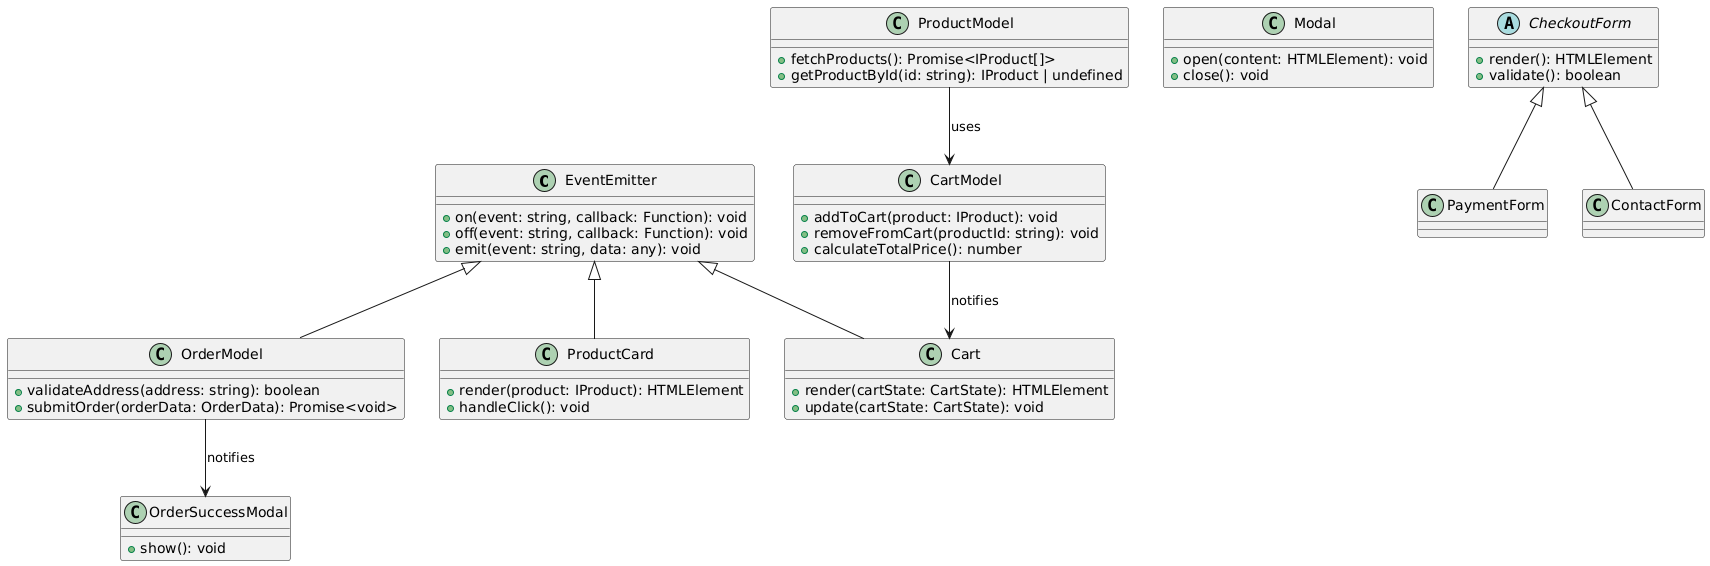 C ProductModel
fetchProducts(): Promise<IProduct[]>
getProductById(id: string): IProduct | undefined
C Modal
open(content: HTMLElement): void
close(): void
A CheckoutForm
render(): HTMLElement
validate(): boolean
uses
C EventEmitter
on(event: string, callback: Function): void
off(event: string, callback: Function): void
emit(event: string, data: any): void
C CartModel
addToCart(product: IProduct): void
removeFromCart(productId: string): void
calculateTotalPrice(): number
C PaymentForm
C ContactForm
notifies
C OrderModel
validateAddress(address: string): boolean
submitOrder(orderData: OrderData): Promise<void>
C ProductCard
render(product: IProduct): HTMLElement
handleClick(): void
C Cart
render(cartState: CartState): HTMLElement
update(cartState: CartState): void
notifies
C OrderSuccessModal
show(): void